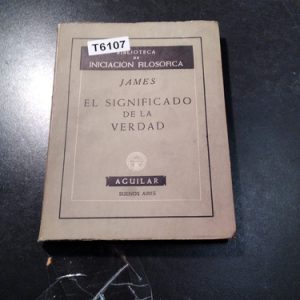 T6107
BIBLIOTECA
DE
INICIACION FILOSOFICA
JAMES
EL SIGNIFICADO
DE LA
VERDAD
AGUILAR
BUENOS AIRES